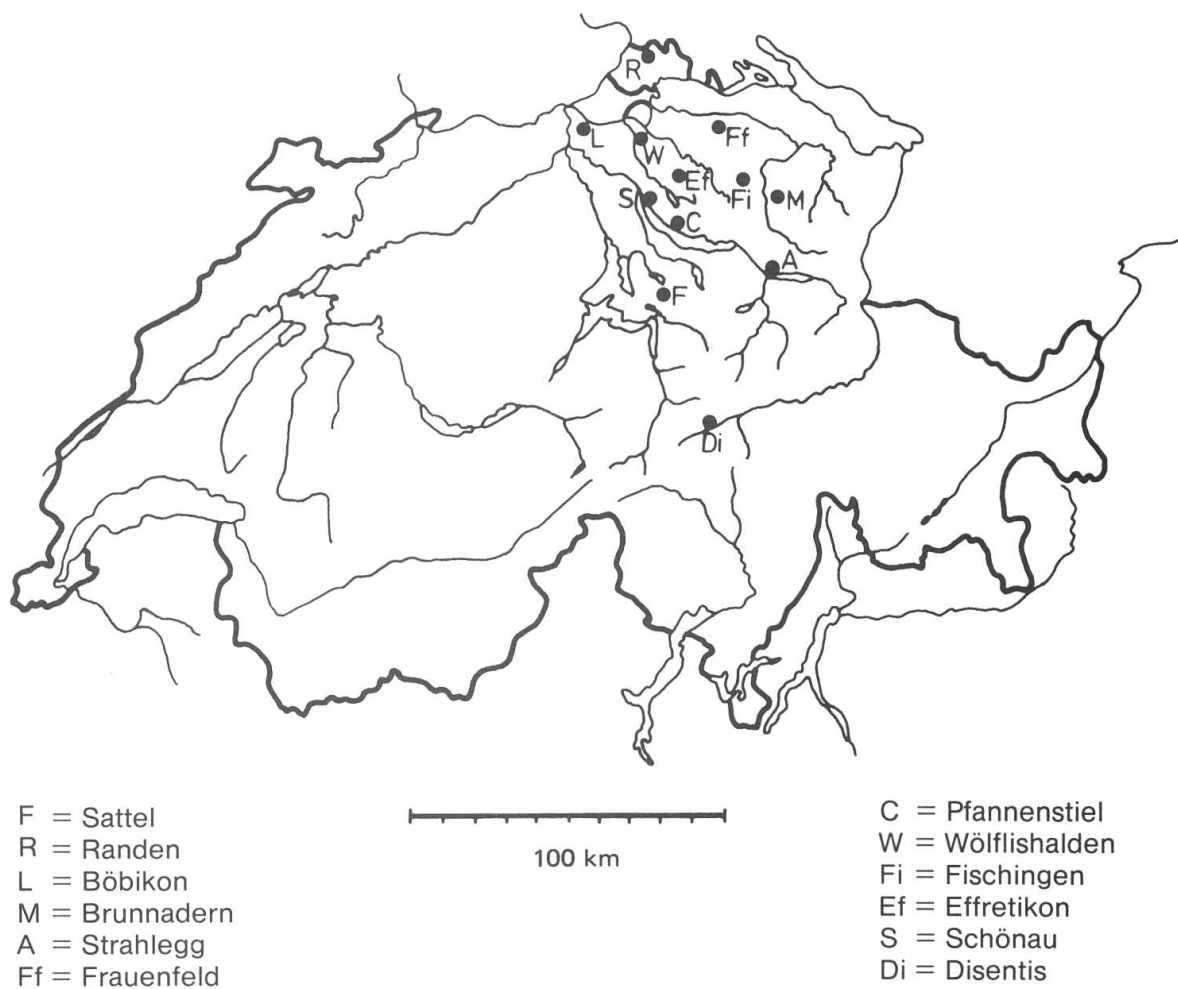 R
L
W
Ff
Ef
Fi
M
S
C
A
F
Di
F = Sattel
R = Randen
L = Böbikon
M = Brunnadern
A = Strahlegg
Ff = Frauenfeld
100 km
C = Pfannenstiel
W = Wölflishalden
Fi = Fischingen
Ef = Effretikon
S = Schönau
Di = Disentis